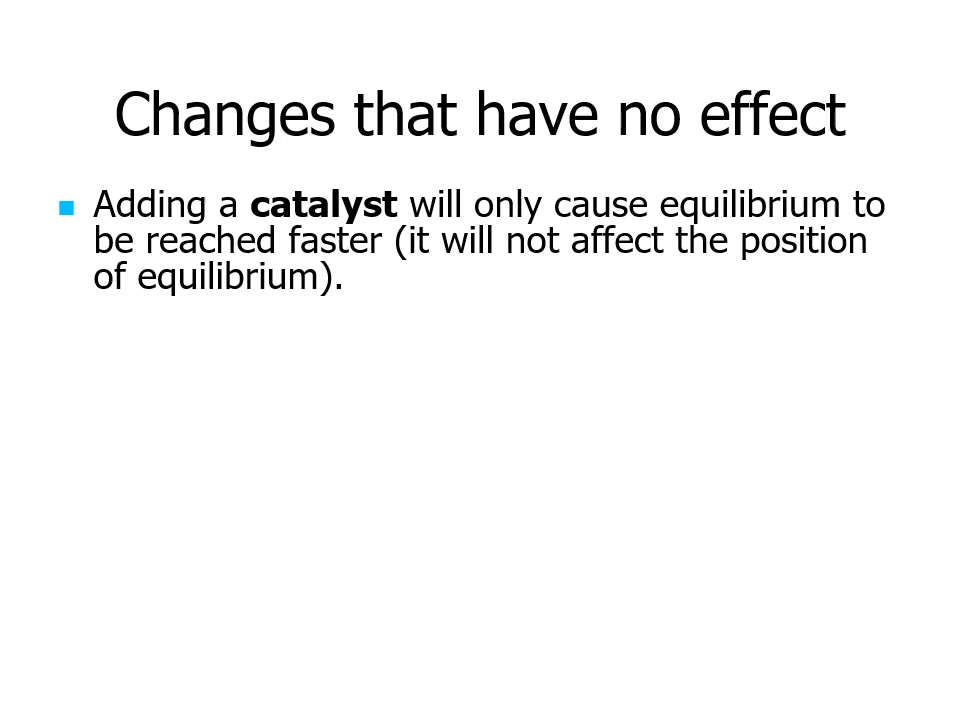 Changes that have no effect
Adding a catalyst will only cause equilibrium to
be reached faster (it will not affect the position
of equilibrium).